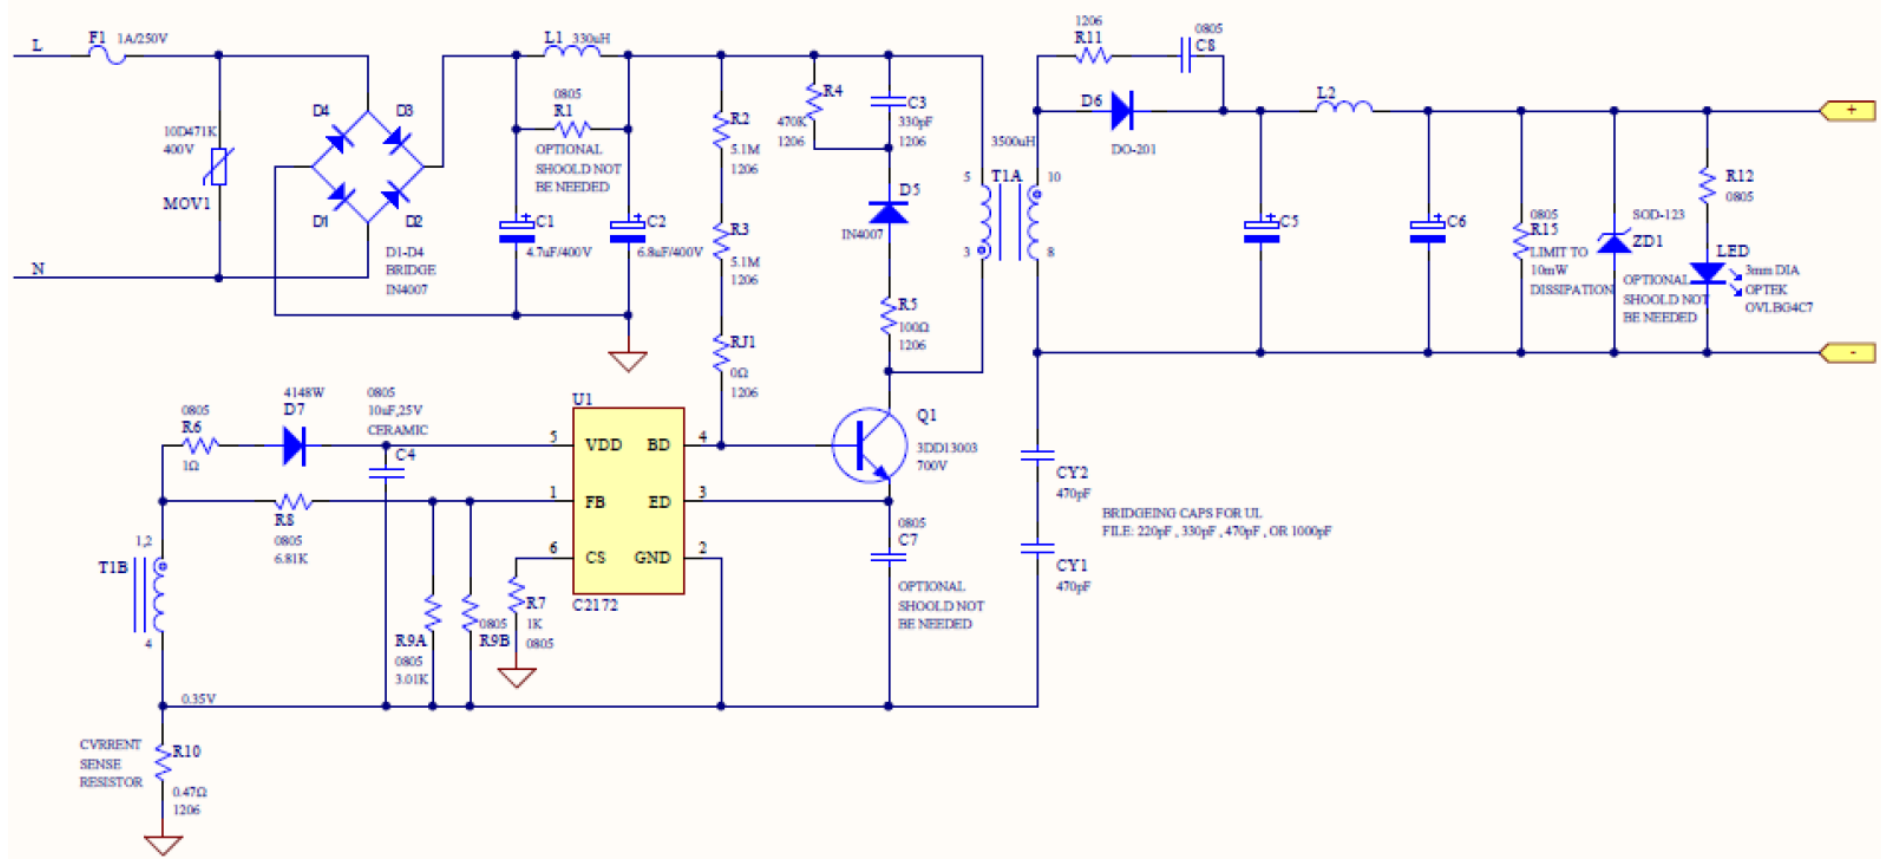 L
F1 1A/250V
10D471K
400V
MOV1
N
D4
D3
D1
D2
D1-D4
BRIDGE
IN4007
L1 330uH
0805
R1
OPTIONAL
SHOOLD NOT
BE NEEDED
C1
4.7uF/400V
C2
6.8uF/400V
R2
5.1M
1206
R3
5.1M
1206
RJ1
0Ω
1206
R4
470K
1206
C3
330pF
1206
D5
IN4007
R5
100Ω
1206
3500uH
T1A
5
3
10
8
1206
R11
0805
C8
D6
DO-201
L2
C5
C6
0805
R15
LIMIT TO
10mW
DISSIPATION
SOD-123
ZD1
OPTIONAL
SHOOLD NOT
BE NEEDED
R12
0805
LED
3mm DIA
OPTEK
OVLBG4C7
+
-
0805
R6
1Ω
4148W
D7
0805
10uF,25V
CERAMIC
C4
U1
5 VDD
BD 4
1 FB
ED 3
6 CS
GND 2
C2172
Q1
3DD13003
700V
R8
0805
6.81K
1,2
T1B
4
R9A
0805
3.01K
0805
R9B
R7
1K
0805
0805
C7
OPTIONAL
SHOOLD NOT
BE NEEDED
CY2
470pF
CY1
470pF
BRIDGEING CAPS FOR UL
FILE: 220pF , 330pF , 470pF , OR 1000pF
0.35V
CVRRENT
SENSE
RESISTOR
R10
0.47Ω
1206